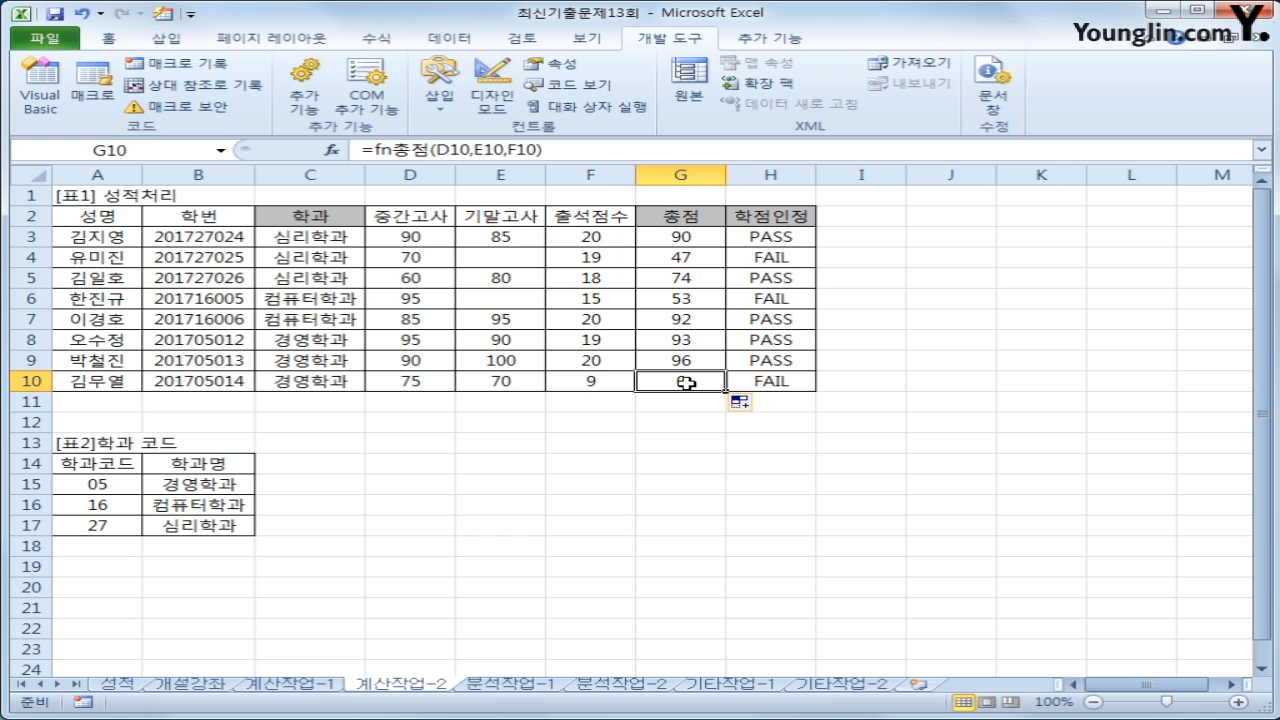 최신기출문제13회 - Microsoft Excel
Younglin.com Y.
파일 홈 삽입 페이지 레이아웃 수식 데이터 검토 보기 개발 도구 추가 기능
Visual Basic
매크로
매크로 기록
상대 참조로 기록
매크로 보안
코드
추가 기능
COM 추가 기능
추가 기능
삽입
디자인 모드
속성
코드 보기
대화 상자 실행
컨트롤
원본
맵 속성
확장 팩
데이터 새로 고침
가져오기
내보내기
XML
문서 창
수정
G10 fx =fn총점(D10,E10,F10)
A B C D E F G H I J K L M
1 [표1] 성적처리
2 성명 학번 학과 중간고사 기말고사 출석점수 총점 학점인정
3 김지영 201727024 심리학과 90 85 20 90 PASS
4 유미진 201727025 심리학과 70 19 47 FAIL
5 김일호 201727026 심리학과 60 80 18 74 PASS
6 한진규 201716005 컴퓨터학과 95 15 53 FAIL
7 이경호 201716006 컴퓨터학과 85 95 20 92 PASS
8 오수정 201705012 경영학과 95 90 19 93 PASS
9 박철진 201705013 경영학과 90 100 20 96 PASS
10 김무열 201705014 경영학과 75 70 9 FAIL
11
12
13 [표2]학과 코드
14 학과코드 학과명
15 05 경영학과
16 16 컴퓨터학과
17 27 심리학과
18
19
20
21
22
23
24
성적 개설강좌 계산작업-1 계산작업-2 분석작업-1 분석작업-2 기타작업-1 기타작업-2
준비 100%